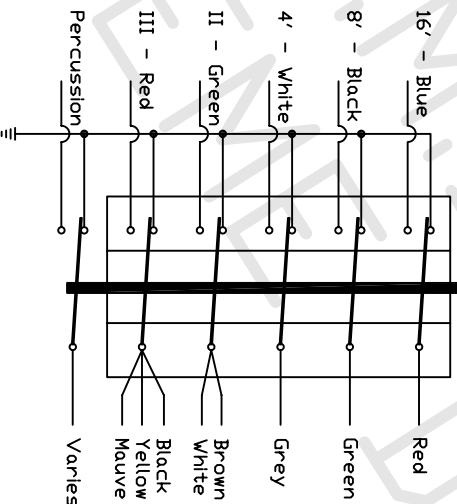 16' - Blue
8' - Black
4' - White
II - Green
III - Red
Percussion
Red
Green
Grey
Brown
White
Black
Yellow
Mauve
Varies